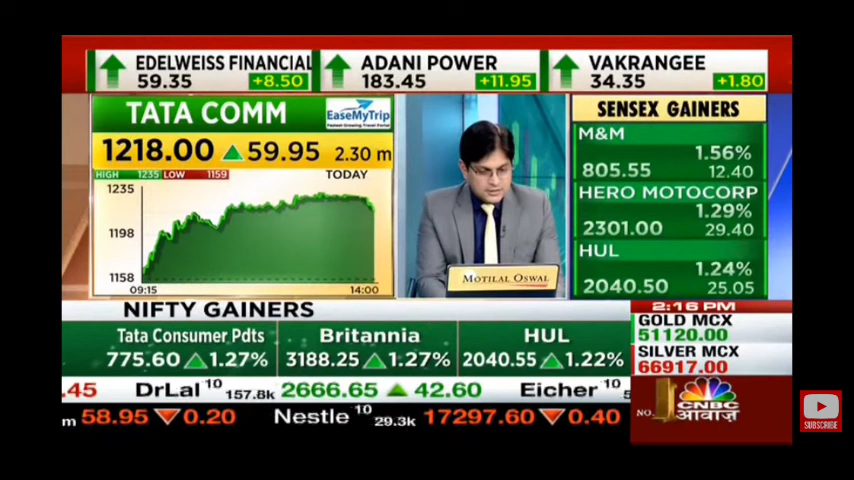 EDELWEISS FINANCIAL
59.35 +8.50
ADANI POWER
183.45 +11.95
VAKRANGEE
34.35 +1.80
TATA COMM
EaseMyTrip
Fastest Growing Travel Portal
1218.00 59.95 2.30 m
HIGH 1235 LOW 1159 TODAY
1235
1198
1158
09:15 14:00
MOTILAL OSWAL
SENSEX GAINERS
M&M
1.56%
805.55 12.40
HERO MOTOCORP
1.29%
2301.00 29.40
HUL
1.24%
2040.50 25.05
NIFTY GAINERS
Tata Consumer Pdts
775.60 1.27%
Britannia
3188.25 1.27%
HUL
2040.55 1.22%
2:16 PM
GOLD MCX
51120.00
SILVER MCX
66917.00
.45 DrLal 10 157.8k 2666.65 42.60 Eicher 10
m 58.95 0.20 Nestle 10 29.3k 17297.60 0.40
NO. 1
CNBC
आवाज़
SUBSCRIBE